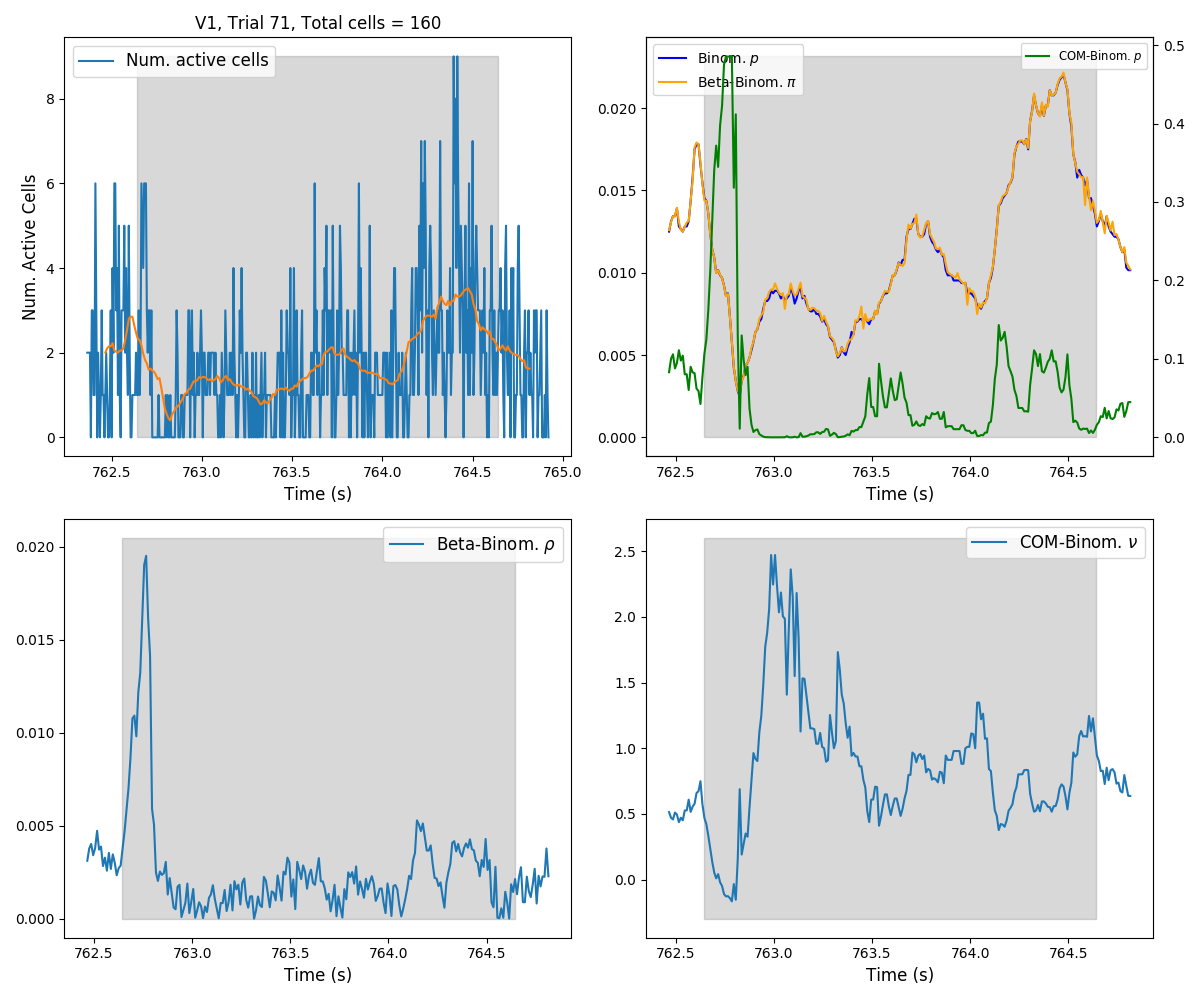 V1, Trial 71, Total cells = 160
Num. active cells
Num. Active Cells
8
6
4
2
0
762.5 763.0 763.5 764.0 764.5 765.0
Time (s)
Binom. p
Beta-Binom. π
COM-Binom. p
0.020
0.015
0.010
0.005
0.000
0.5
0.4
0.3
0.2
0.1
0.0
762.5 763.0 763.5 764.0 764.5
Time (s)
Beta-Binom. ρ
0.020
0.015
0.010
0.005
0.000
762.5 763.0 763.5 764.0 764.5
Time (s)
COM-Binom. ν
2.5
2.0
1.5
1.0
0.5
0.0
762.5 763.0 763.5 764.0 764.5
Time (s)